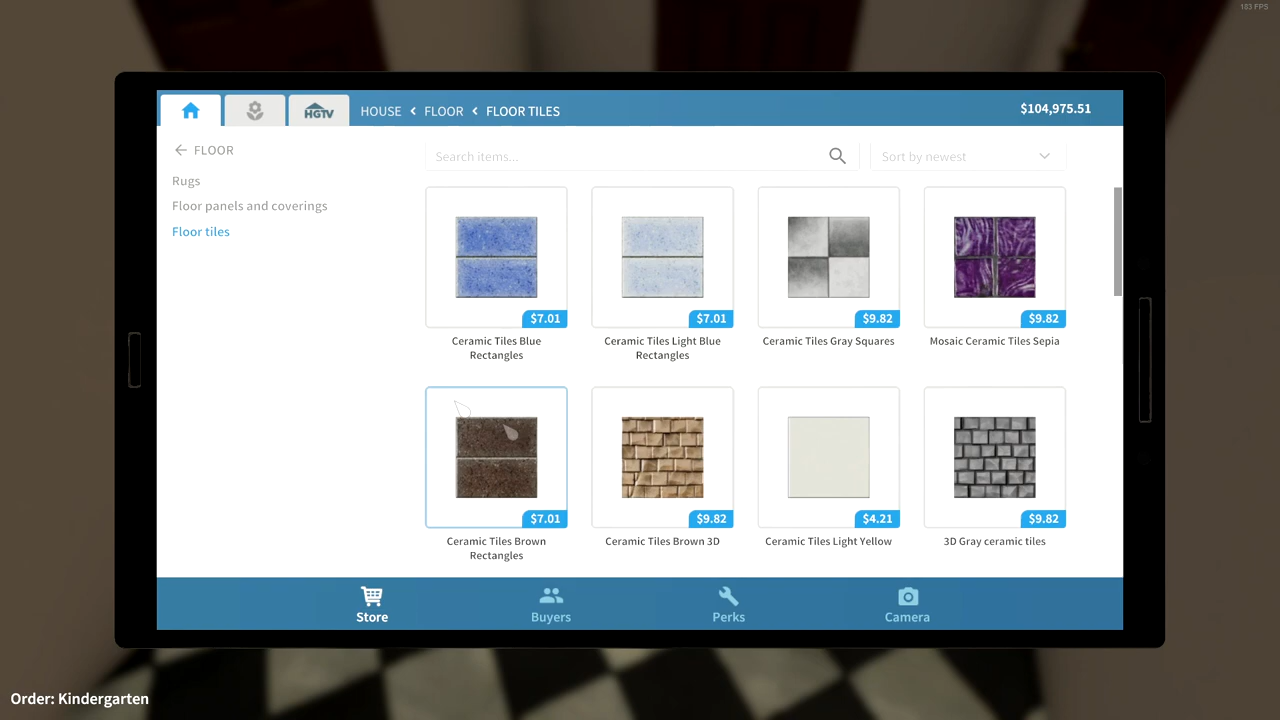 103 FPS
HGTV
HOUSE < FLOOR < FLOOR TILES
$104,975.51
FLOOR
Search items...
Sort by newest
Rugs
Floor panels and coverings
Floor tiles
$7.01
$7.01
$9.82
$9.82
Ceramic Tiles Blue
Rectangles
Ceramic Tiles Light Blue
Rectangles
Ceramic Tiles Gray Squares
Mosaic Ceramic Tiles Sepia
$7.01
$9.82
$4.21
$9.82
Ceramic Tiles Brown
Rectangles
Ceramic Tiles Brown 3D
Ceramic Tiles Light Yellow
3D Gray ceramic tiles
Store
Buyers
Perks
Camera
Order: Kindergarten